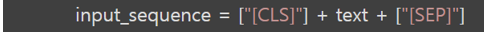 input_sequence = ["[CLS]"] + text + ["[SEP]"]